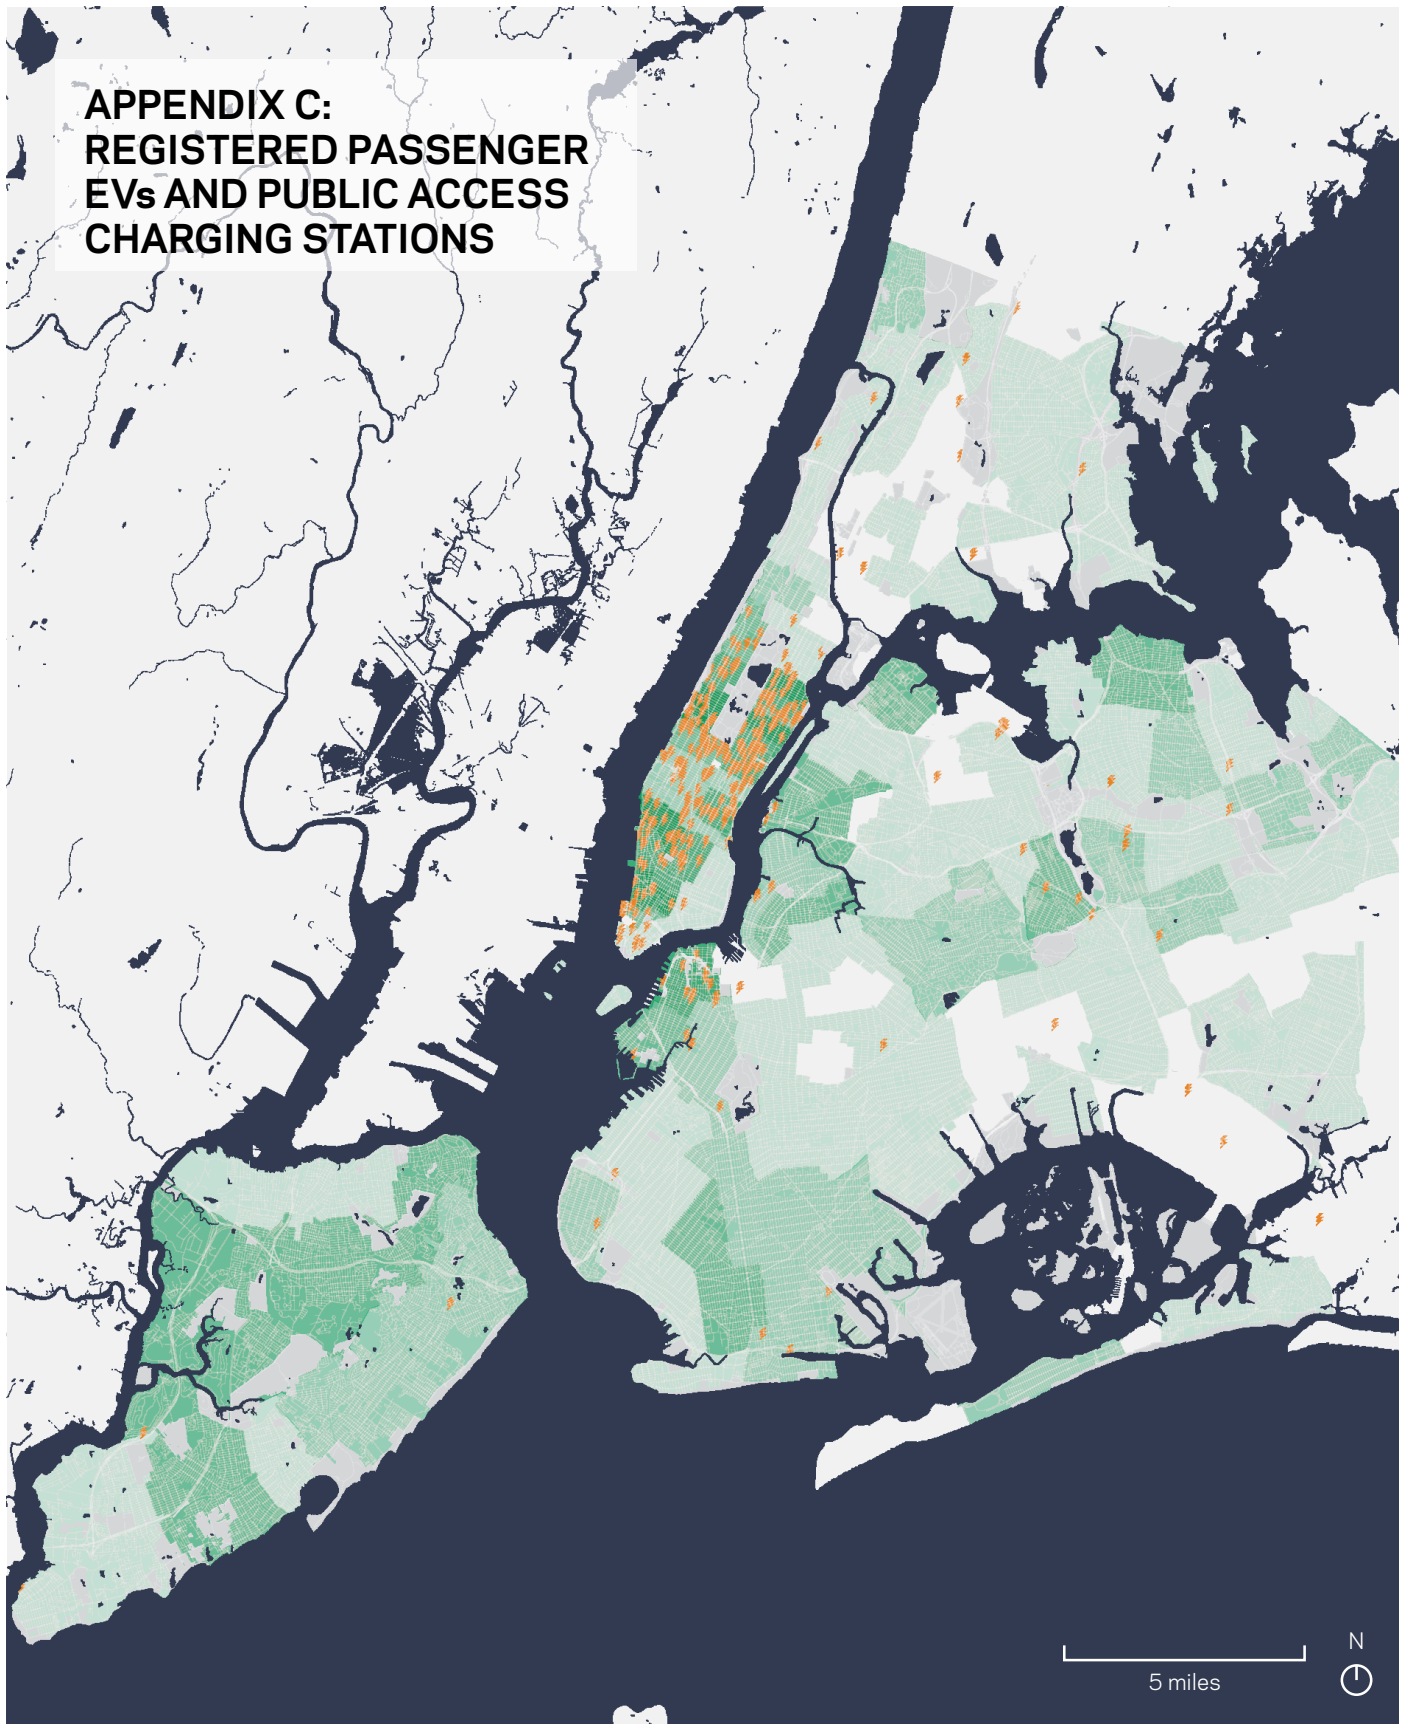 APPENDIX C:
REGISTERED PASSENGER
EVs AND PUBLIC ACCESS
CHARGING STATIONS
N
5 miles